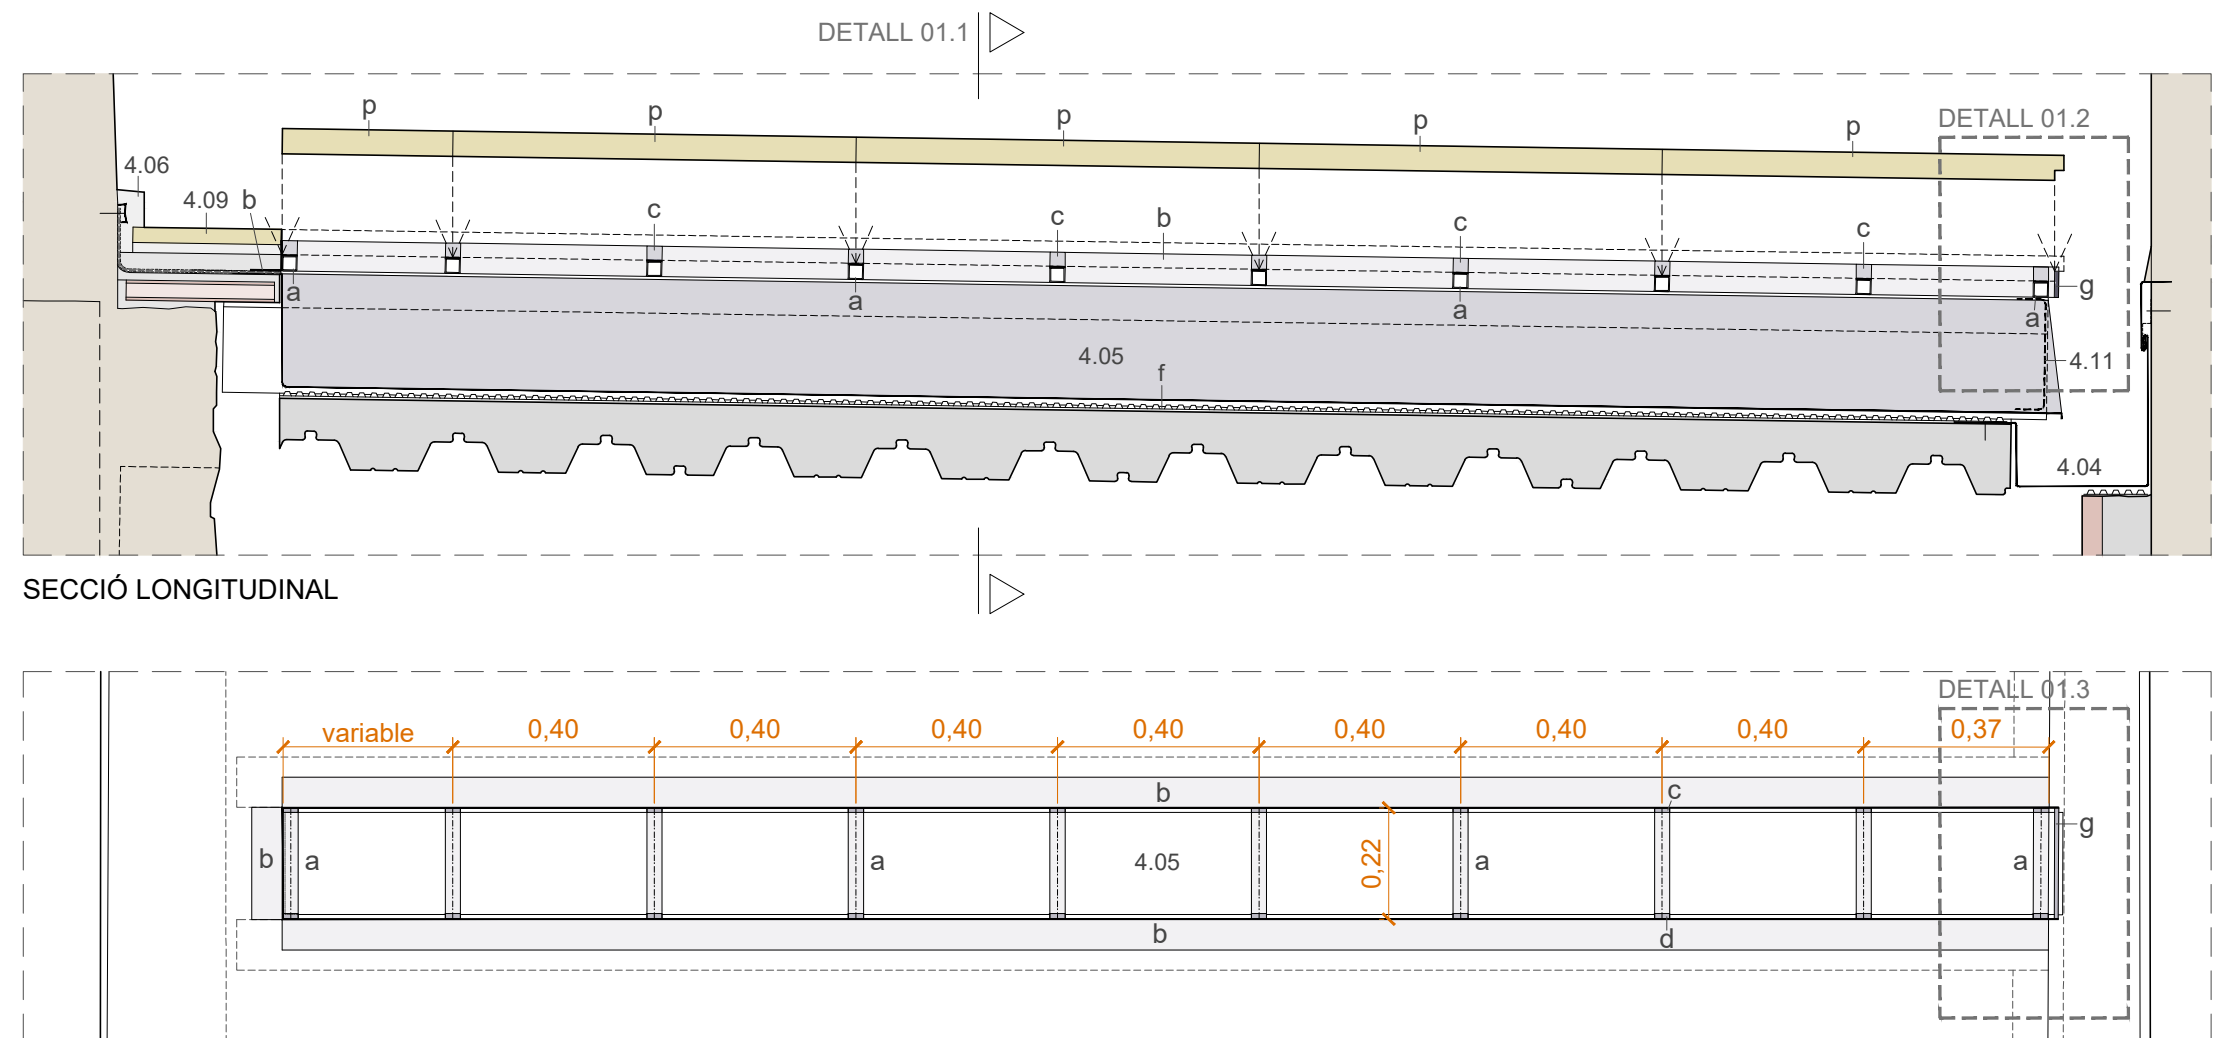 DETALL 01.1
p
p
p
p
p
DETALL 01.2
4.06
4.09
b
c
c
b
c
c
a
a
a
a
g
4.05
f
4.11
4.04
SECCIÓ LONGITUDINAL
DETALL 01.3
variable
0,40
0,40
0,40
0,40
0,40
0,40
0,40
0,37
b
c
g
b
a
a
4.05
0,22
a
a
b
d